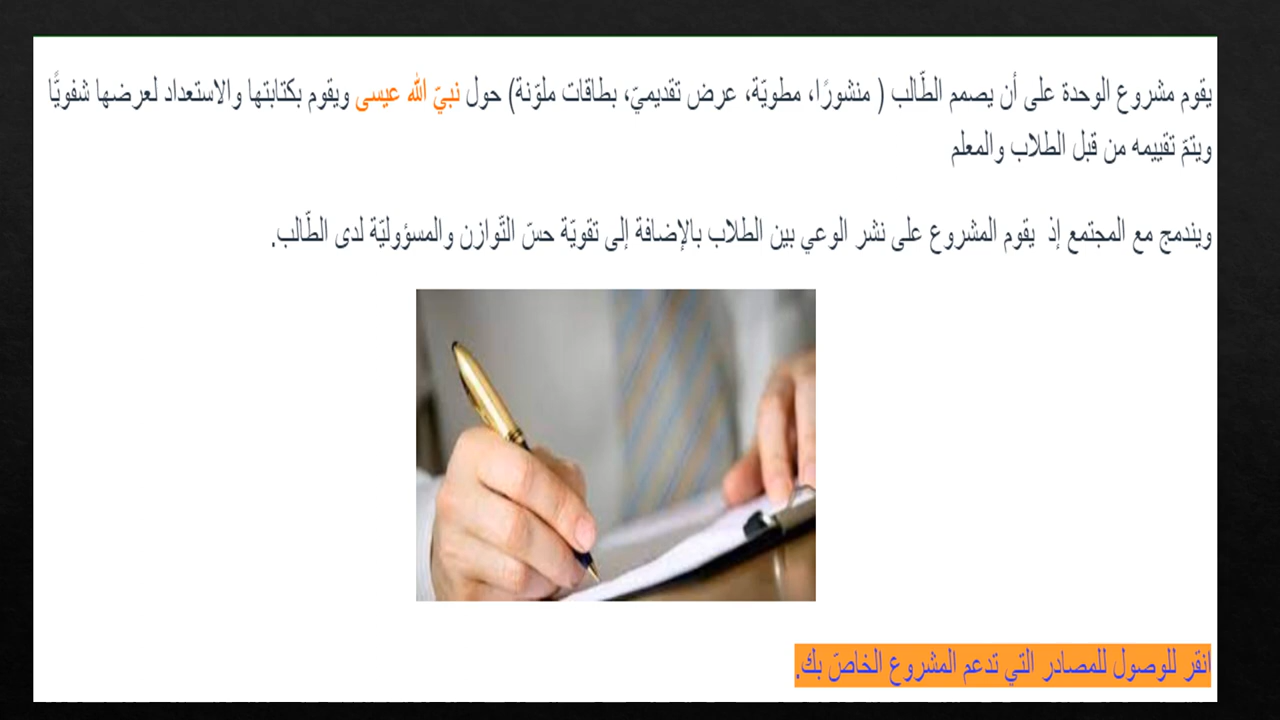 يقوم مشروع الوحدة على أن يصمم الطّالب ( منشورًا، مطويّة، عرض تقديميّ، بطاقات ملوّنة) حول نبيّ الله عيسى ويقوم بكتابتها والاستعداد لعرضها شفويًّا
ويتمّ تقييمه من قبل الطلاب والمعلم
ويندمج مع المجتمع إذ يقوم المشروع على نشر الوعي بين الطلاب بالإضافة إلى تقويّة حسّ التّوازن والمسؤوليّة لدى الطّالب.
انقر للوصول للمصادر التي تدعم المشروع الخاصّ بك.